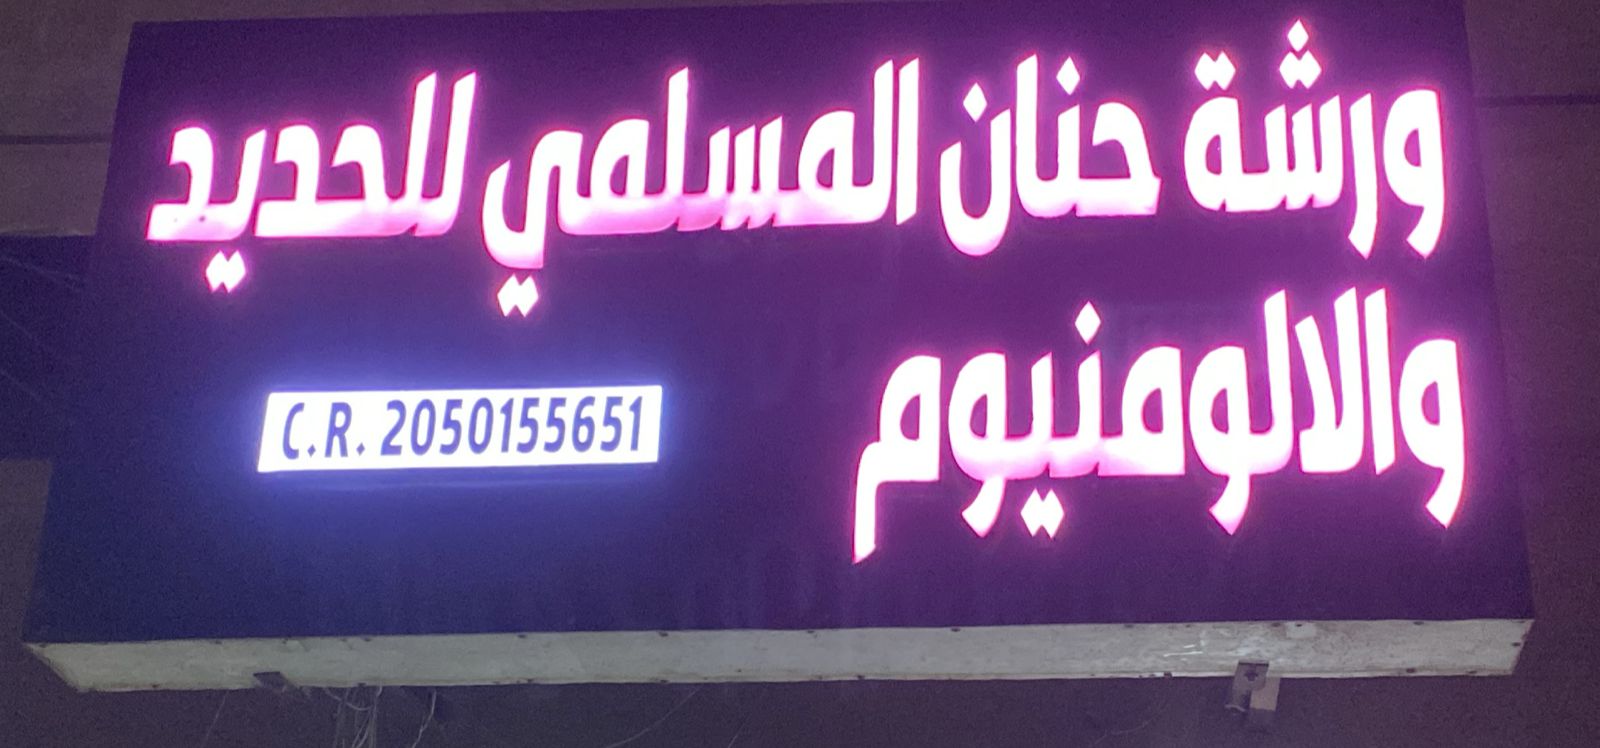 ورشة حنان المسلمي للحديد
والالومنيوم
C.R. 2050155651